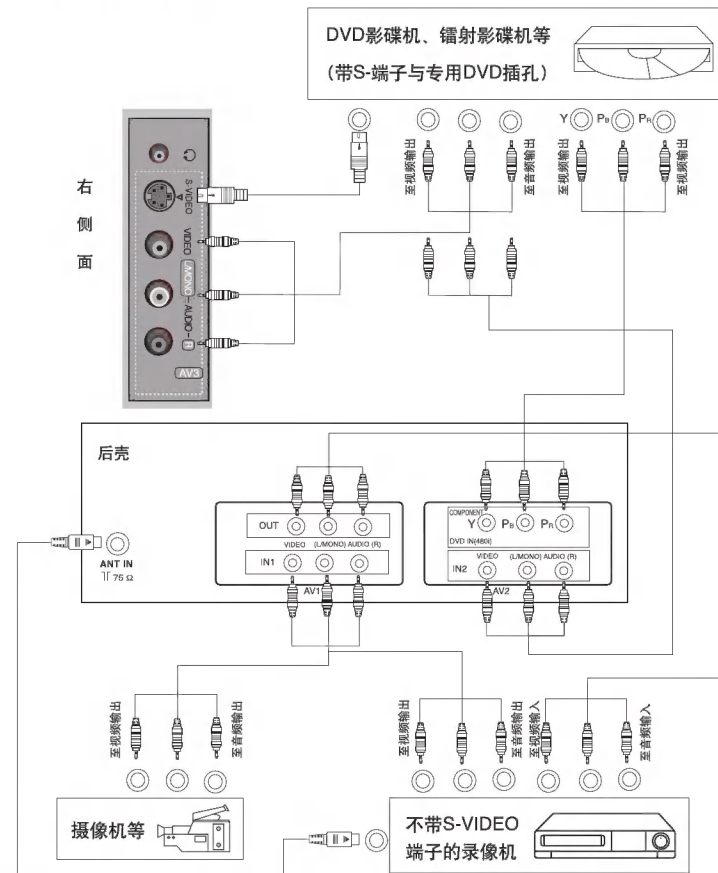 DVD影碟机、镭射影碟机等
(带S-端子与专用DVD插孔)
Y PB PR
至视频输出
至音频输出
至视频输出
至音频输出
右侧面
S-VIDEO
VIDEO
L/MONO-AUDIO-R
AV3
后壳
ANT IN
75 Ω
OUT
VIDEO (L/MONO) AUDIO (R)
IN1
AV1
COMPONENT
Y PB PR
DVD IN(480i)
VIDEO (L/MONO) AUDIO (R)
IN2
AV2
至视频输出
至音频输出
至视频输出
至音频输出
至视频输入
至音频输入
摄像机等
不带S-VIDEO
端子的录像机